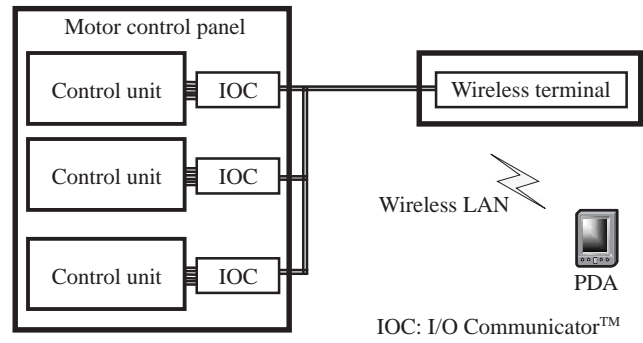 Motor control panel
Control unit
IOC
Wireless terminal
Control unit
IOC
Wireless LAN
Control unit
IOC
PDA
IOC: I/O Communicator™